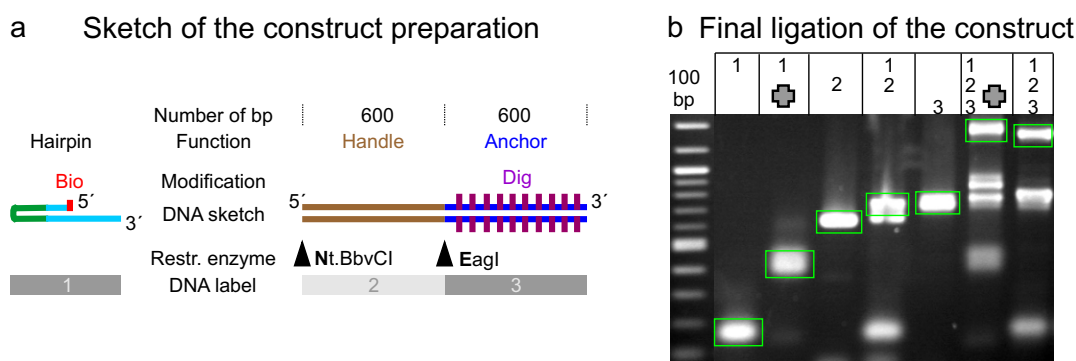 a Sketch of the construct preparation
Number of bp 600 600
Hairpin Function Handle Anchor
Bio Modification Dig
5´ 5´ 3´
3´ DNA sketch
Restr. enzyme Nt.BbvCI EagI
1 DNA label 2 3
b Final ligation of the construct
100 bp
1
1
2
1 2
3
1 2 3
1 2 3